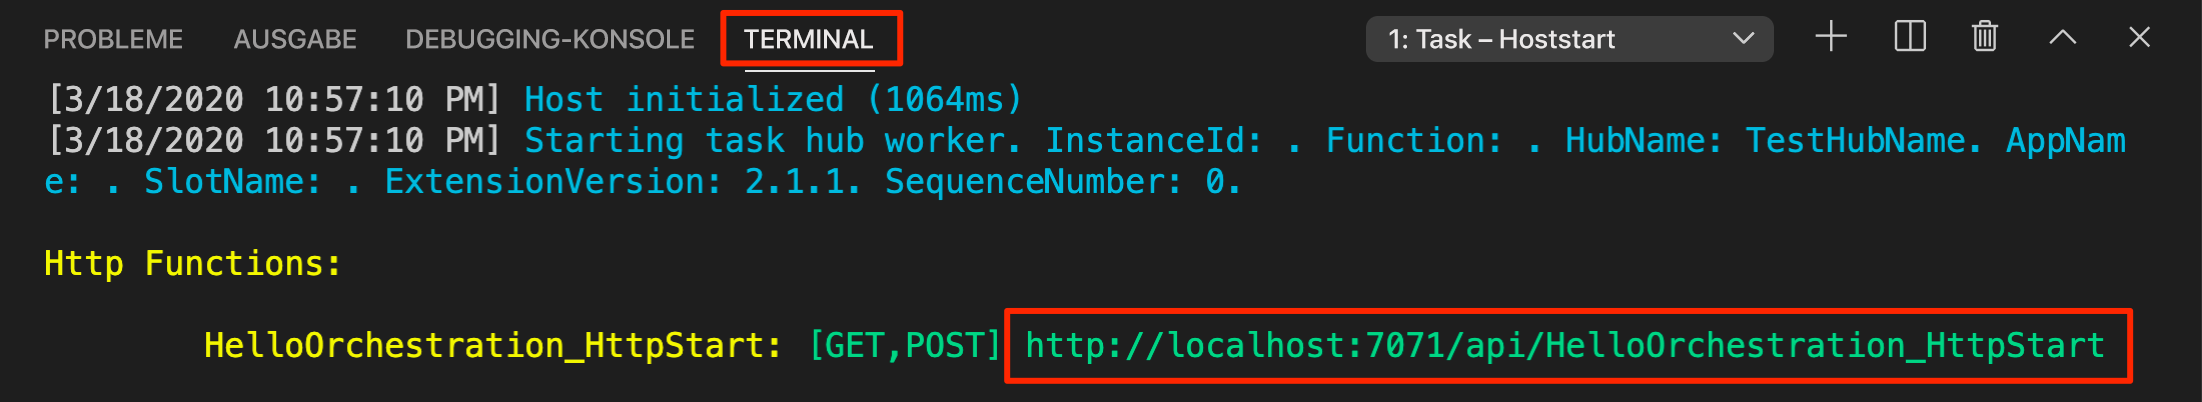 PROBLEME AUSGABE DEBUGGING-KONSOLE TERMINAL 1: Task – Hoststart
[3/18/2020 10:57:10 PM] Host initialized (1064ms)
[3/18/2020 10:57:10 PM] Starting task hub worker. InstanceId: . Function: . HubName: TestHubName. AppNam
e: . SlotName: . ExtensionVersion: 2.1.1. SequenceNumber: 0.
Http Functions:
HelloOrchestration_HttpStart: [GET,POST] http://localhost:7071/api/HelloOrchestration_HttpStart